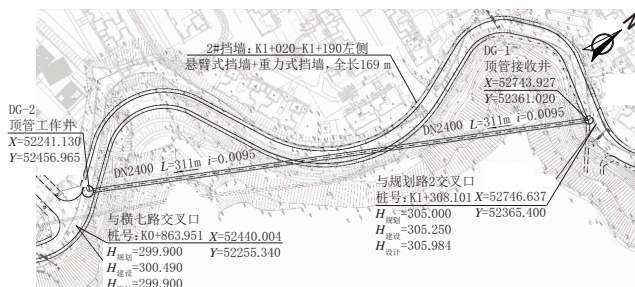 2#挡墙:K1+020-K1+190左侧
悬臂式挡墙+重力式挡墙,全长169 m
DG-1
顶管接收井
X=52743.927
Y=52361.020
N
DG-2
顶管工作井
X=52241.130
Y=52456.965
DN2400 L=311m i=0.0095
DN2400 L=311m i=0.0095
与横七路交叉口
桩号:K0+863.951 X=52440.004
H规划=299.900 Y=52255.340
H建设=300.490
=299.900
与规划路2交叉口 X=52746.637
桩号:K1+308.101 Y=52365.400
H规划=305.000
H建设=305.250
H设计=305.984